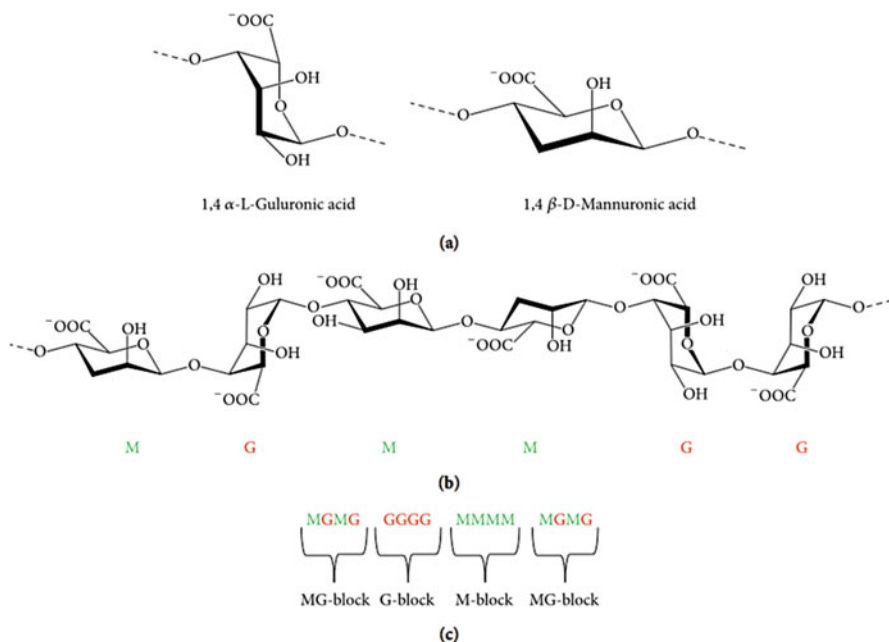 ⁻OOC
O
OH
O
O
OH
1,4 α-L-Guluronic acid
⁻OOC
OH
O
O
O
1,4 β-D-Mannuronic acid
(a)
⁻OOC
OH
O
O
OH
O
OH
⁻OOC
O
⁻OOC
OH
O
HO
O
⁻OOC
O
OH
O
⁻OOC
OH
O
OH
O
OH
O
OH
⁻OOC
O
M G M M G G
(b)
MGMG GGGG MMMM MGMG
MG-block G-block M-block MG-block
(c)